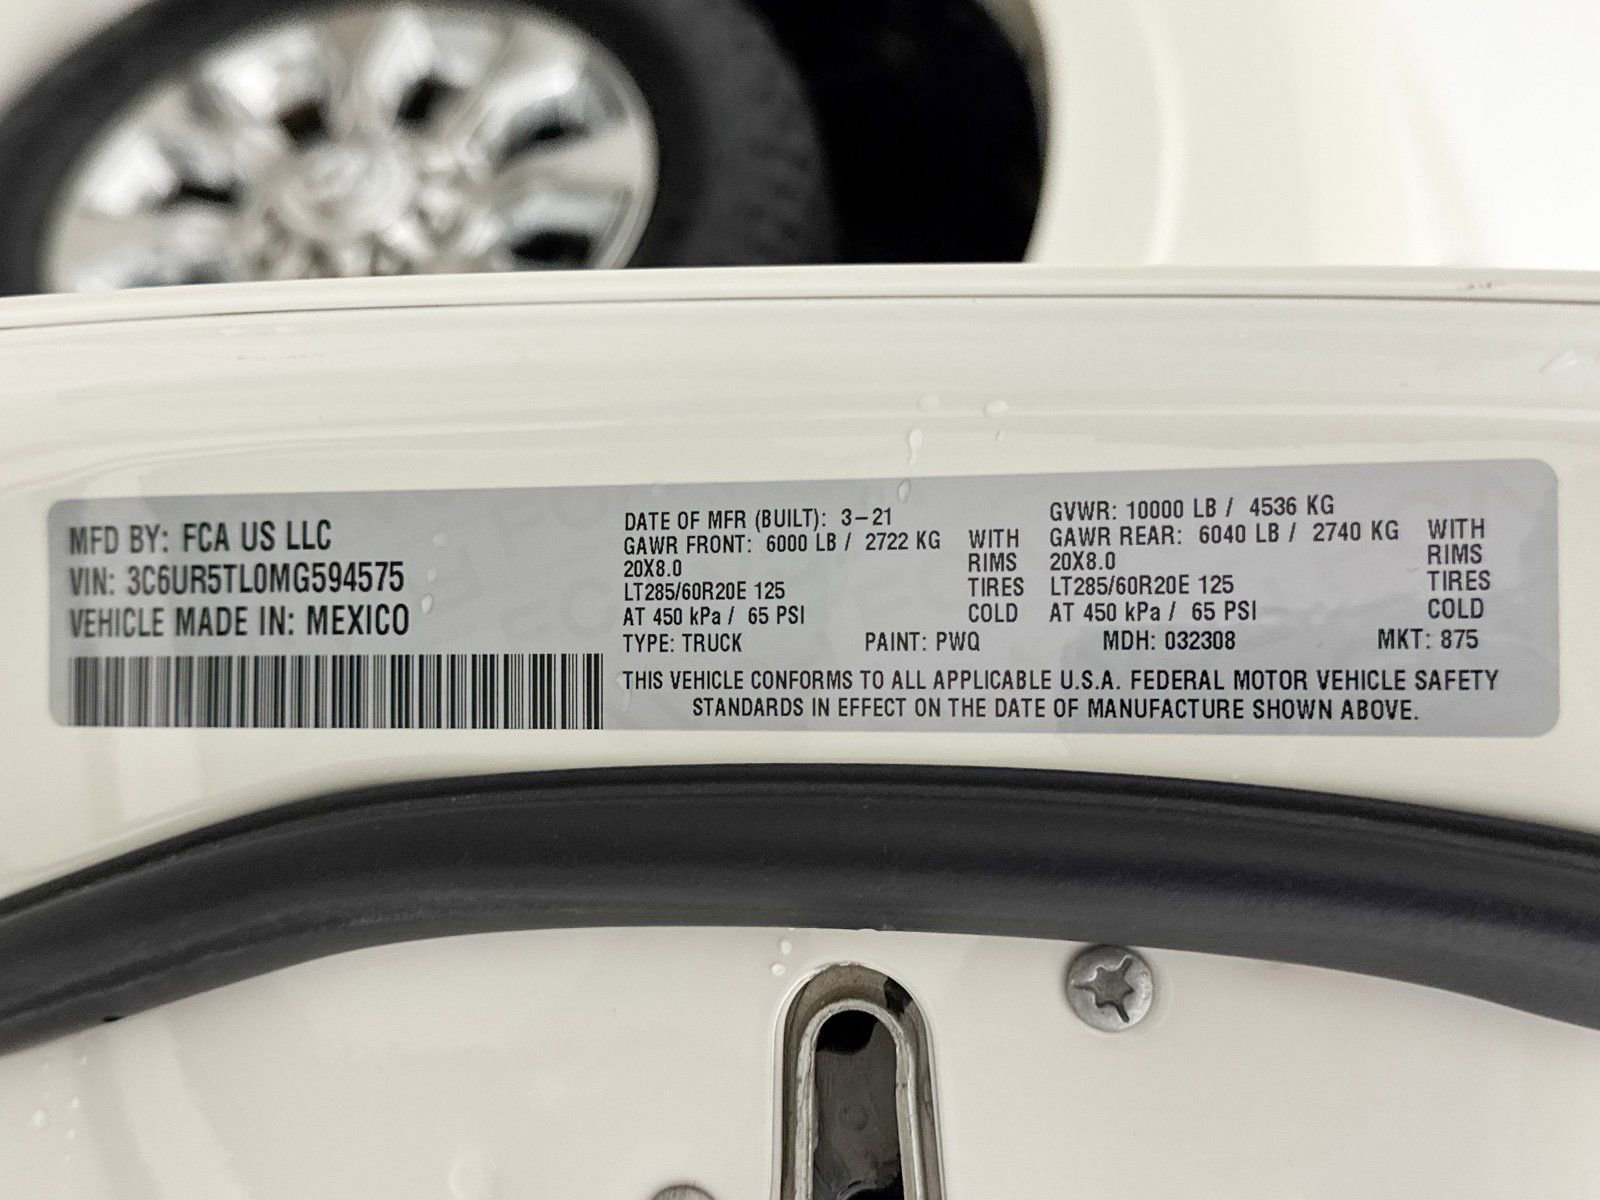 MFD BY: FCA US LLC
VIN: 3C6UR5TL0MG594575
VEHICLE MADE IN: MEXICO
DATE OF MFR (BUILT): 3-21
GAWR FRONT: 6000 LB / 2722 KG WITH
20X8.0 RIMS
LT285/60R20E 125 TIRES
AT 450 kPa / 65 PSI COLD
GVWR: 10000 LB / 4536 KG
GAWR REAR: 6040 LB / 2740 KG WITH
20X8.0 RIMS
LT285/60R20E 125 TIRES
AT 450 kPa / 65 PSI COLD
TYPE: TRUCK PAINT: PWQ MDH: 032308 MKT: 875
THIS VEHICLE CONFORMS TO ALL APPLICABLE U.S.A. FEDERAL MOTOR VEHICLE SAFETY
STANDARDS IN EFFECT ON THE DATE OF MANUFACTURE SHOWN ABOVE.